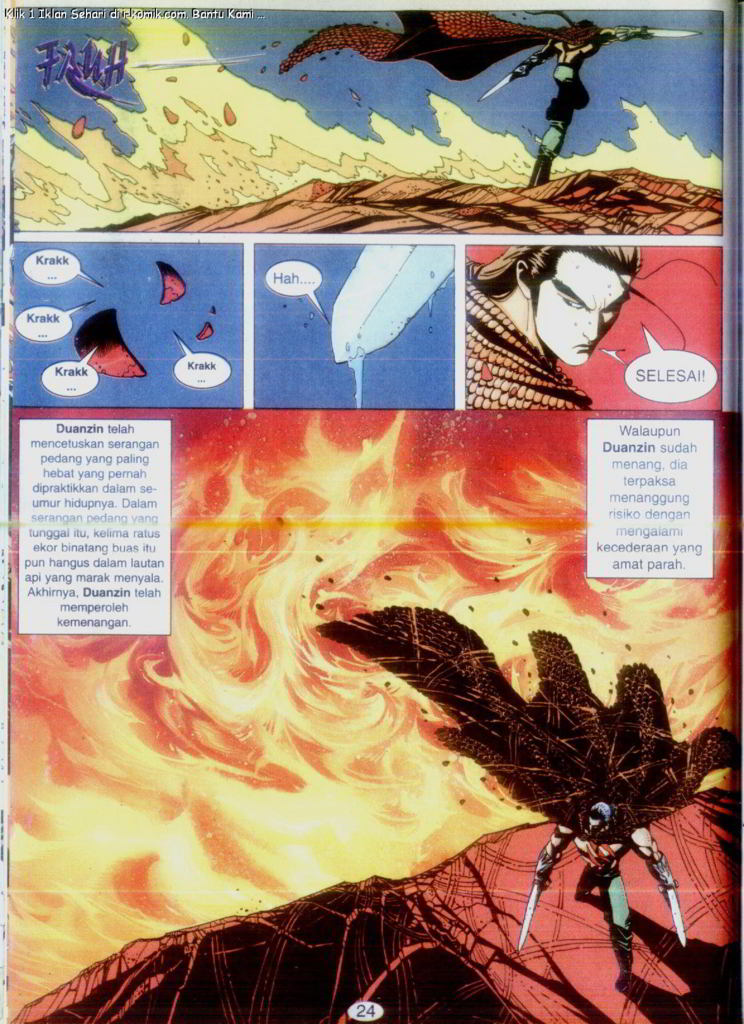 Klik 1 Iklan Sehari di r-komik.com. Bantu Kami ...
Krakk
...
Krakk
...
Krakk
...
Krakk
...
Hah....
SELESAI!
Duanzin telah
mencetuskan serangan
pedang yang paling
hebat yang pernah
dipraktikkan dalam se-
umur hidupnya. Dalam
serangan pedang yang
tunggal itu, kelima ratus
ekor binatang buas itu
pun hangus dalam lautan
api yang marak menyala.
Akhirnya, Duanzin telah
memperoleh
kemenangan.
Walaupun
Duanzin sudah
menang, dia
terpaksa
menanggung
risiko dengan
mengalami
kecederaan yang
amat parah.
24